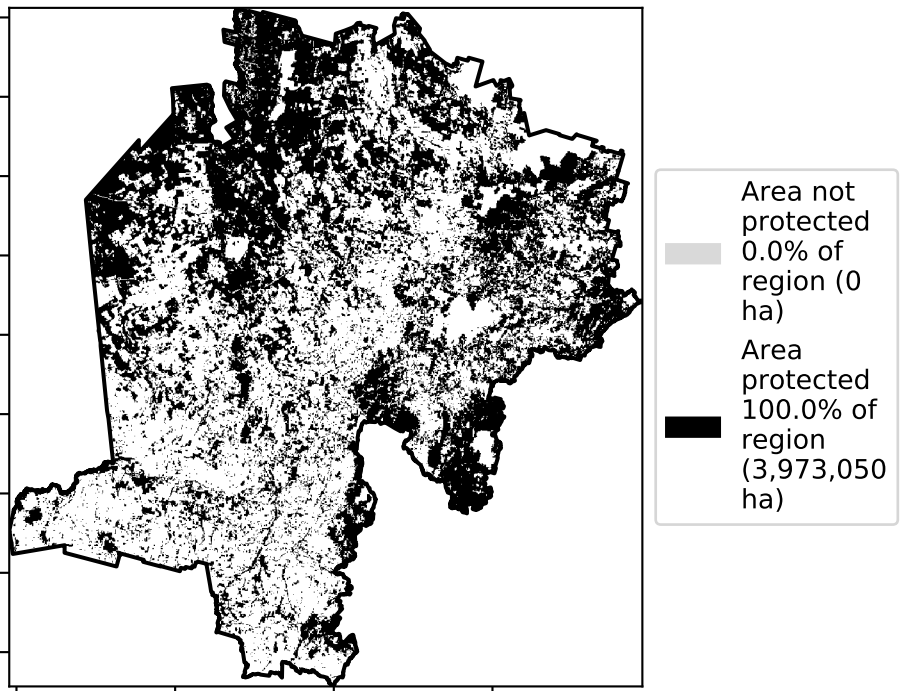 Area not
protected
0.0% of
region (0
ha)
Area
protected
100.0% of
region
(3,973,050
ha)